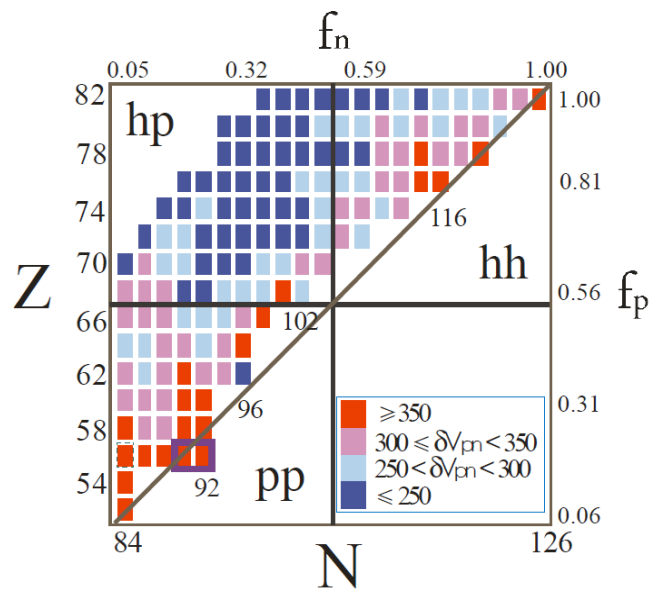 fₙ
0.05 0.32 0.59 1.00
82
hp
1.00
78
0.81
74
116
70
hh
Z
0.56
fₚ
66
102
62
96
0.31
58
≥350
300 ≤ δVpn < 350
250 < δVpn < 300
≤ 250
54
92
pp
0.06
84
N
126